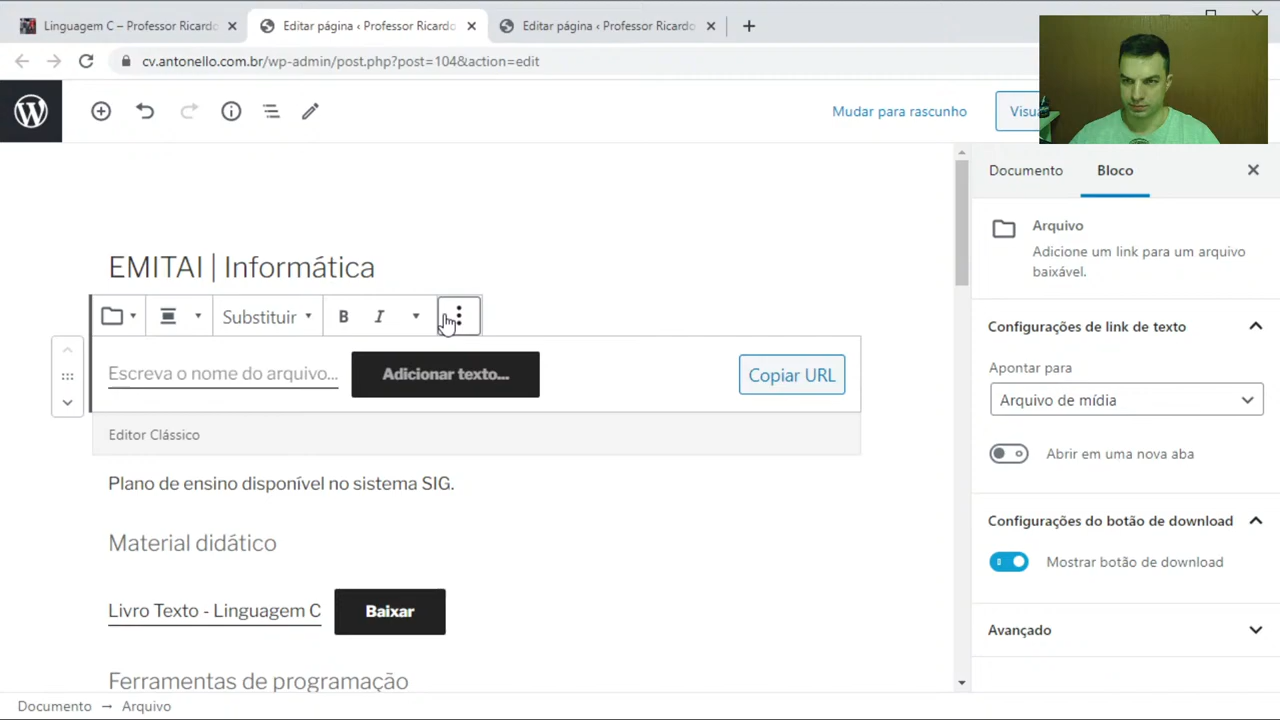 Linguagem C – Professor Ricardo
Editar página ‹ Professor Ricardo
Editar página ‹ Professor Ricardo
cv.antonello.com.br/wp-admin/post.php?post=104&action=edit
Mudar para rascunho
Visu
Documento
Bloco
Arquivo
Adicione um link para um arquivo
baixável.
EMITAI | Informática
Substituir
B
I
Escreva o nome do arquivo...
Adicionar texto...
Copiar URL
Editor Clássico
Plano de ensino disponível no sistema SIG.
Material didático
Livro Texto - Linguagem C
Baixar
Ferramentas de programação
Configurações de link de texto
Apontar para
Arquivo de mídia
Abrir em uma nova aba
Configurações do botão de download
Mostrar botão de download
Avançado
Documento → Arquivo